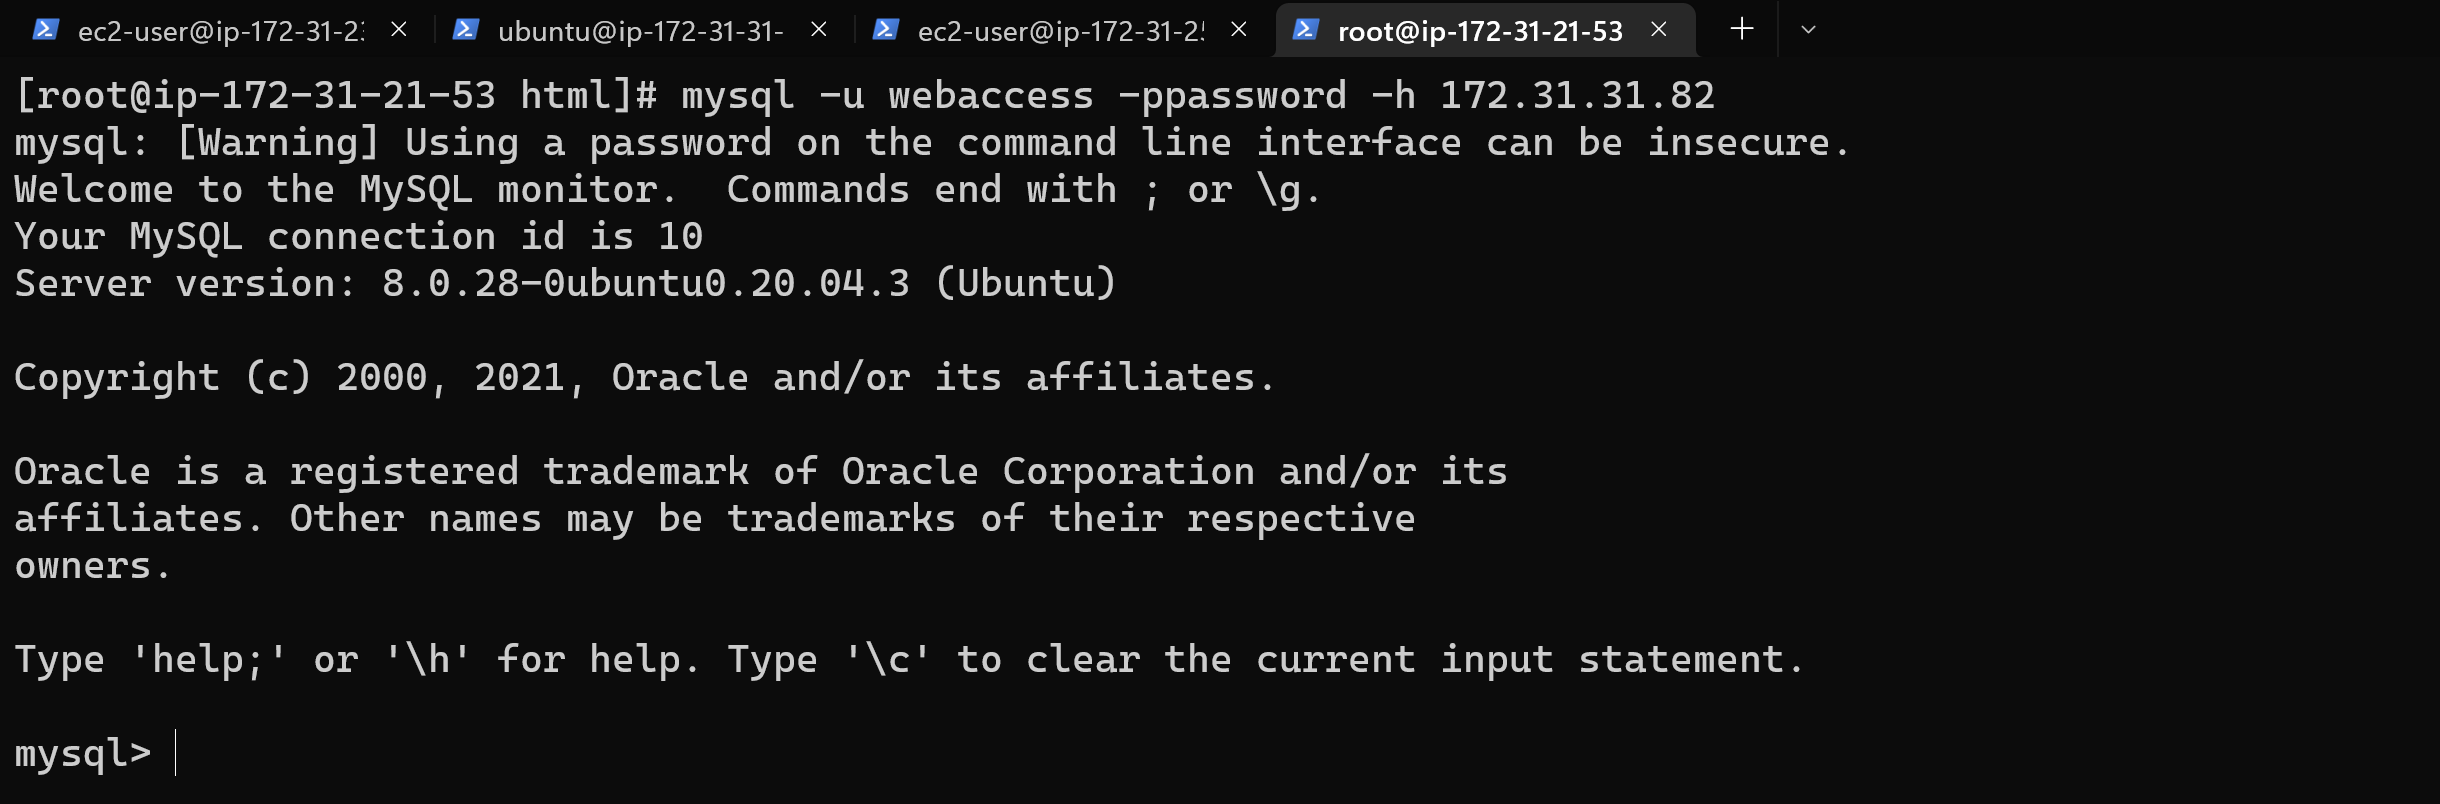 ec2-user@ip-172-31-23
ubuntu@ip-172-31-31-
ec2-user@ip-172-31-25
root@ip-172-31-21-53
[root@ip-172-31-21-53 html]# mysql -u webaccess -ppassword -h 172.31.31.82
mysql: [Warning] Using a password on the command line interface can be insecure.
Welcome to the MySQL monitor.  Commands end with ; or \g.
Your MySQL connection id is 10
Server version: 8.0.28-0ubuntu0.20.04.3 (Ubuntu)
Copyright (c) 2000, 2021, Oracle and/or its affiliates.
Oracle is a registered trademark of Oracle Corporation and/or its
affiliates. Other names may be trademarks of their respective
owners.
Type 'help;' or '\h' for help. Type '\c' to clear the current input statement.
mysql>